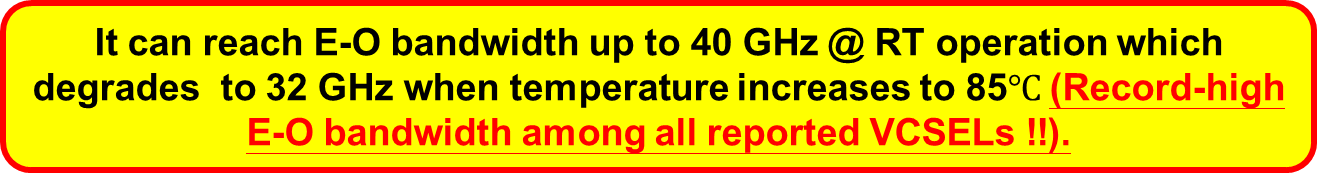 It can reach E-O bandwidth up to 40 GHz @ RT operation which
degrades  to 32 GHz when temperature increases to 85℃ (Record-high
E-O bandwidth among all reported VCSELs !!).